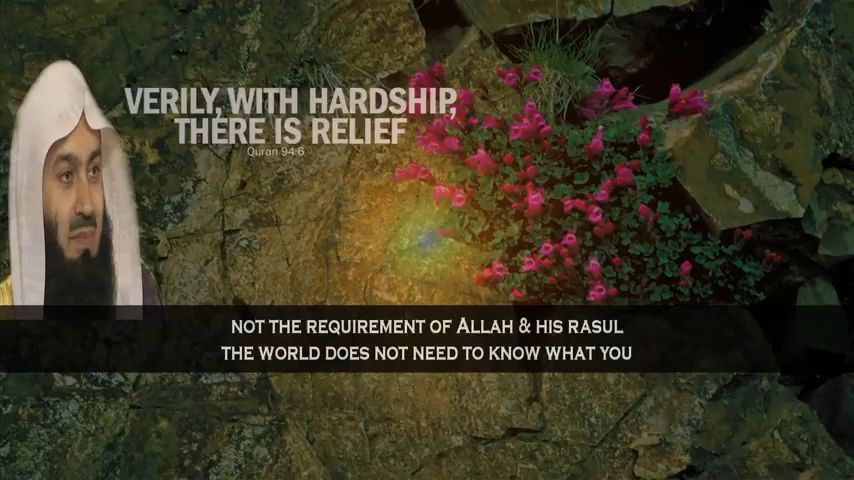 VERILY, WITH HARDSHIP,
THERE IS RELIEF
Quran 94:6
NOT THE REQUIREMENT OF ALLAH & HIS RASUL
THE WORLD DOES NOT NEED TO KNOW WHAT YOU